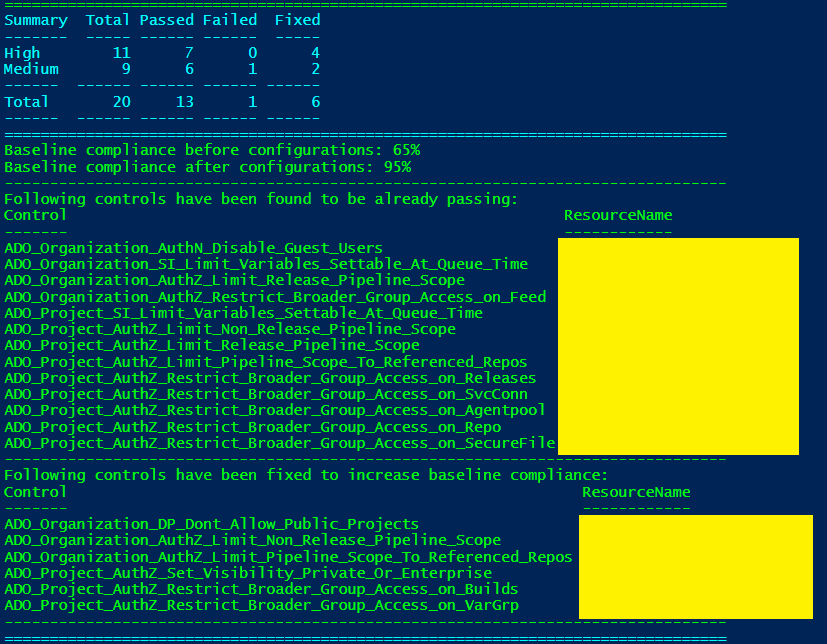 ================================================================================
Summary  Total Passed Failed  Fixed
-------  ----- ------ ------  -----
High        11      7      0      4
Medium       9      6      1      2
------  ------ ------ ------ ------
Total       20     13      1      6
------  ------ ------ ------ ------
================================================================================
Baseline compliance before configurations: 65%
Baseline compliance after configurations: 95%
--------------------------------------------------------------------------------
Following controls have been found to be already passing:
Control                                                       ResourceName
-------                                                       ------------
ADO_Organization_AuthN_Disable_Guest_Users
ADO_Organization_SI_Limit_Variables_Settable_At_Queue_Time
ADO_Organization_AuthZ_Limit_Release_Pipeline_Scope
ADO_Organization_AuthZ_Restrict_Broader_Group_Access_on_Feed
ADO_Project_SI_Limit_Variables_Settable_At_Queue_Time
ADO_Project_AuthZ_Limit_Non_Release_Pipeline_Scope
ADO_Project_AuthZ_Limit_Release_Pipeline_Scope
ADO_Project_AuthZ_Limit_Pipeline_Scope_To_Referenced_Repos
ADO_Project_AuthZ_Restrict_Broader_Group_Access_on_Releases
ADO_Project_AuthZ_Restrict_Broader_Group_Access_on_SvcConn
ADO_Project_AuthZ_Restrict_Broader_Group_Access_on_Agentpool
ADO_Project_AuthZ_Restrict_Broader_Group_Access_on_Repo
ADO_Project_AuthZ_Restrict_Broader_Group_Access_on_SecureFile
--------------------------------------------------------------------------------
Following controls have been fixed to increase baseline compliance:
Control                                                         ResourceName
-------                                                         ------------
ADO_Organization_DP_Dont_Allow_Public_Projects
ADO_Organization_AuthZ_Limit_Non_Release_Pipeline_Scope
ADO_Organization_AuthZ_Limit_Pipeline_Scope_To_Referenced_Repos
ADO_Project_AuthZ_Set_Visibility_Private_Or_Enterprise
ADO_Project_AuthZ_Restrict_Broader_Group_Access_on_Builds
ADO_Project_AuthZ_Restrict_Broader_Group_Access_on_VarGrp
--------------------------------------------------------------------------------
================================================================================